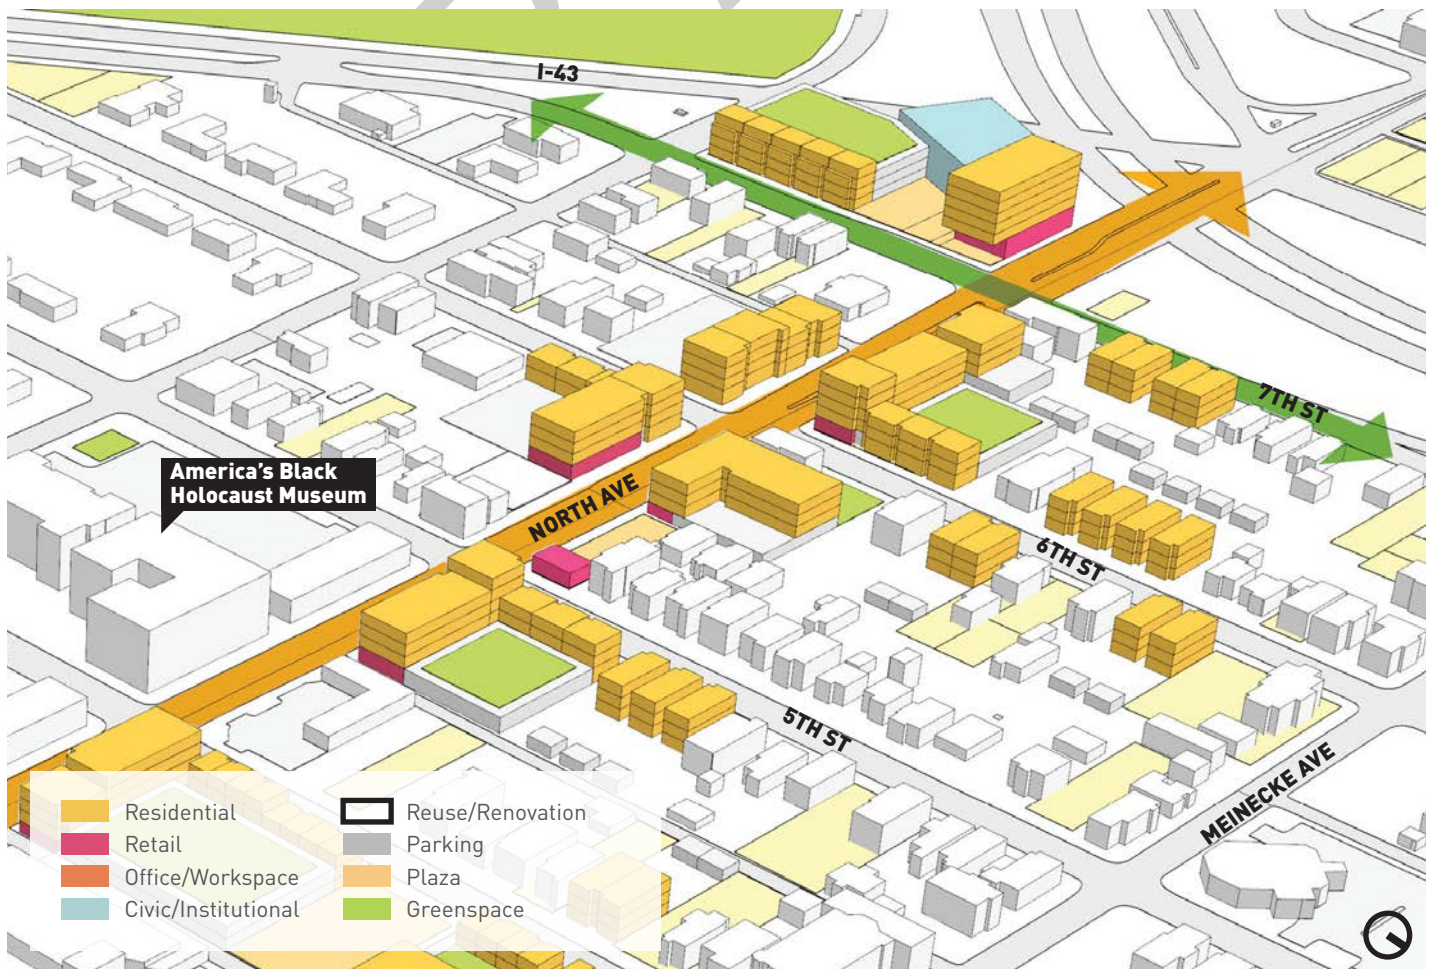 I-43
7TH ST
America's Black
Holocaust Museum
NORTH AVE
6TH ST
5TH ST
MEINECKE AVE
Residential
Retail
Office/Workspace
Civic/Institutional
Reuse/Renovation
Parking
Plaza
Greenspace